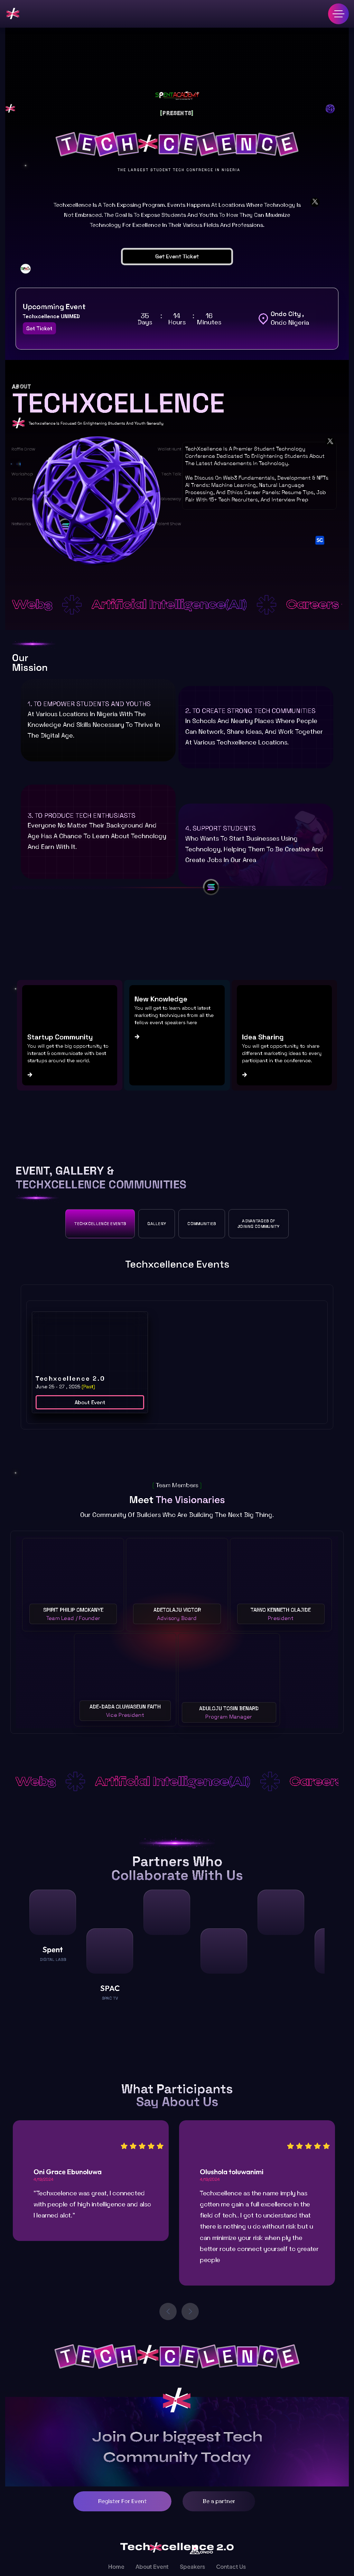 SPENTACADEMY
[PRESENTS]
TECHXCELENCE
THE LARGEST STUDENT TECH CONFERENCE IN NIGERIA
Techxcellence Is A Tech Exposing Program. Events Happens At Locations Where Technology Is
Not Embraced. The Goal Is To Expose Students And Youths To How They Can Maximize
Technology For Excellence In Their Various Fields And Professions.
Get Event Ticket
Upcomming Event
Techxcellence UNIMED
Get Ticket
35 : 14 : 16
Days Hours Minutes
Ondo City ,
Ondo Nigeria
ABOUT
TECHXCELLENCE
Techxcellence Is Focused On Enlightening Students And Youth Generally
TechXcellence Is A Premier Student Technology
Conference Dedicated To Enlightening Students About
The Latest Advancements In Technology.
We Discuss On Web3 Fundamentals, Development & NFTs
AI Trends: Machine Learning, Natural Language
Processing, And Ethics Career Panels: Resume Tips, Job
Fair With 15+ Tech Recruiters, And Interview Prep
SC
Web3 Artificial Intelligence(AI) Careers
Our
Mission
1. TO EMPOWER STUDENTS AND YOUTHS
At Various Locations In Nigeria With The
Knowledge And Skills Necessary To Thrive In
The Digital Age.
2. TO CREATE STRONG TECH COMMUNITIES
In Schools And Nearby Places Where People
Can Network, Share Ideas, And Work Together
At Various Techxellence Locations.
3. TO PRODUCE TECH ENTHUSIASTS
Everyone No Matter Their Background And
Age Has A Chance To Learn About Technology
And Earn With It.
4. SUPPORT STUDENTS
Who Wants To Start Businesses Using
Technology, Helping Them To Be Creative And
Create Jobs In Our Area
Startup Community
You will get the big opportunity to
interact & communicate with best
startups around the world.
New Knowledge
You will get to learn about latest
marketing techniques from all the
fellow event speakers here
Idea Sharing
You will get opportunity to share
different marketing ideas to every
participant in the conference.
EVENT, GALLERY &
TECHXCELLENCE COMMUNITIES
TECHXCELLENCE EVENTS
GALLERY
COMMUNITIES
ADVANTAGES OF
JOINING COMMUNITY
Techxcellence Events
Techxcellence 2.0
June 25 - 27 , 2025 (Past)
About Event
Team Members
Meet The Visionaries
Our Community Of Builders Who Are Building The Next Big Thing.
SPIRIT PHILIP OMOKANYE
Team Lead / Founder
ADETOLAJU VICTOR
Advisory Board
TAIWO KENNETH OLAJIDE
President
ADE-DADA OLUWASEUN FAITH
Vice President
ADULOJU TOSIN BENARD
Program Manager
Web3 Artificial Intelligence(AI) Careers
Partners Who
Collaborate With Us
Spent
DIGITAL LABS
SPAC
SPAC TV
What Participants
Say About Us
Oni Grace Ebunoluwa
"Techxcelence was great, I connected
with people of high intelligence and also
I learned alot."
Olushola toluwanimi
Techxcellence as the name imply has
gotten me gain a full excellence in the
field of tech.. I got to understand that
there is nothing u do without risk but u
can minimize your risk when ply the
better route connect yourself to greater
people
TECHXCELENCE
Join Our biggest Tech
Community Today
Register For Event
Be a partner
Techxcellence 2.0
Home About Event Speakers Contact Us